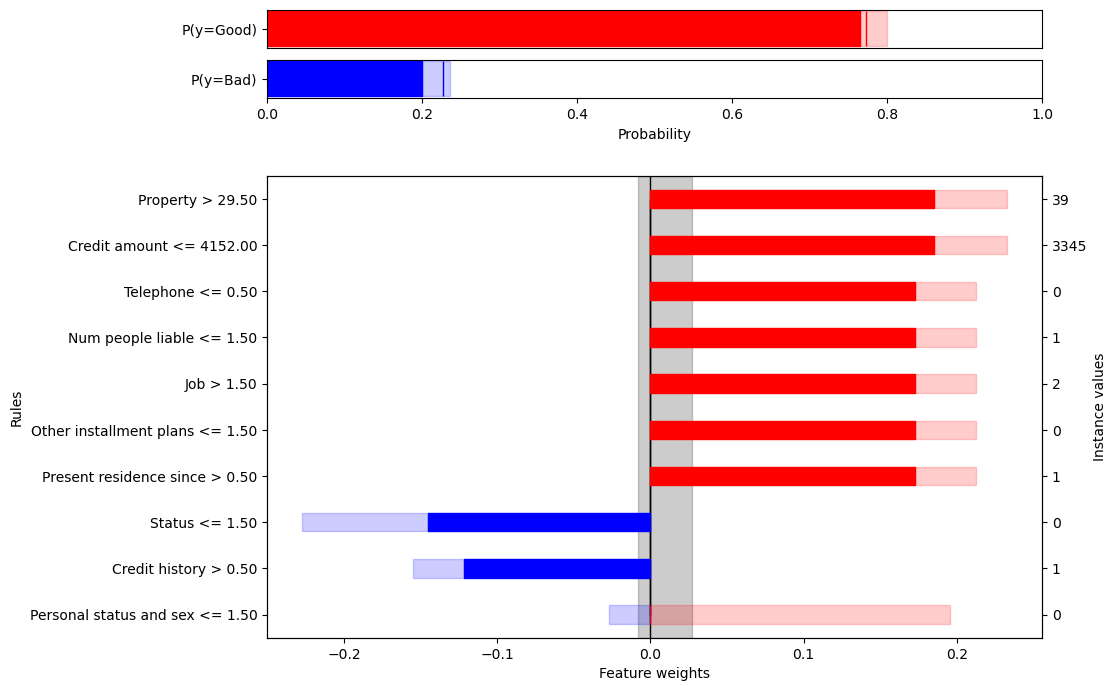 P(y=Good)
P(y=Bad)
0.0 0.2 0.4 0.6 0.8 1.0
Probability
Property > 29.50 39
Credit amount <= 4152.00 3345
Telephone <= 0.50 0
Num people liable <= 1.50 1
Job > 1.50 2
Other installment plans <= 1.50 0
Present residence since > 0.50 1
Status <= 1.50 0
Credit history > 0.50 1
Personal status and sex <= 1.50 0
Rules
Instance values
−0.2 −0.1 0.0 0.1 0.2
Feature weights